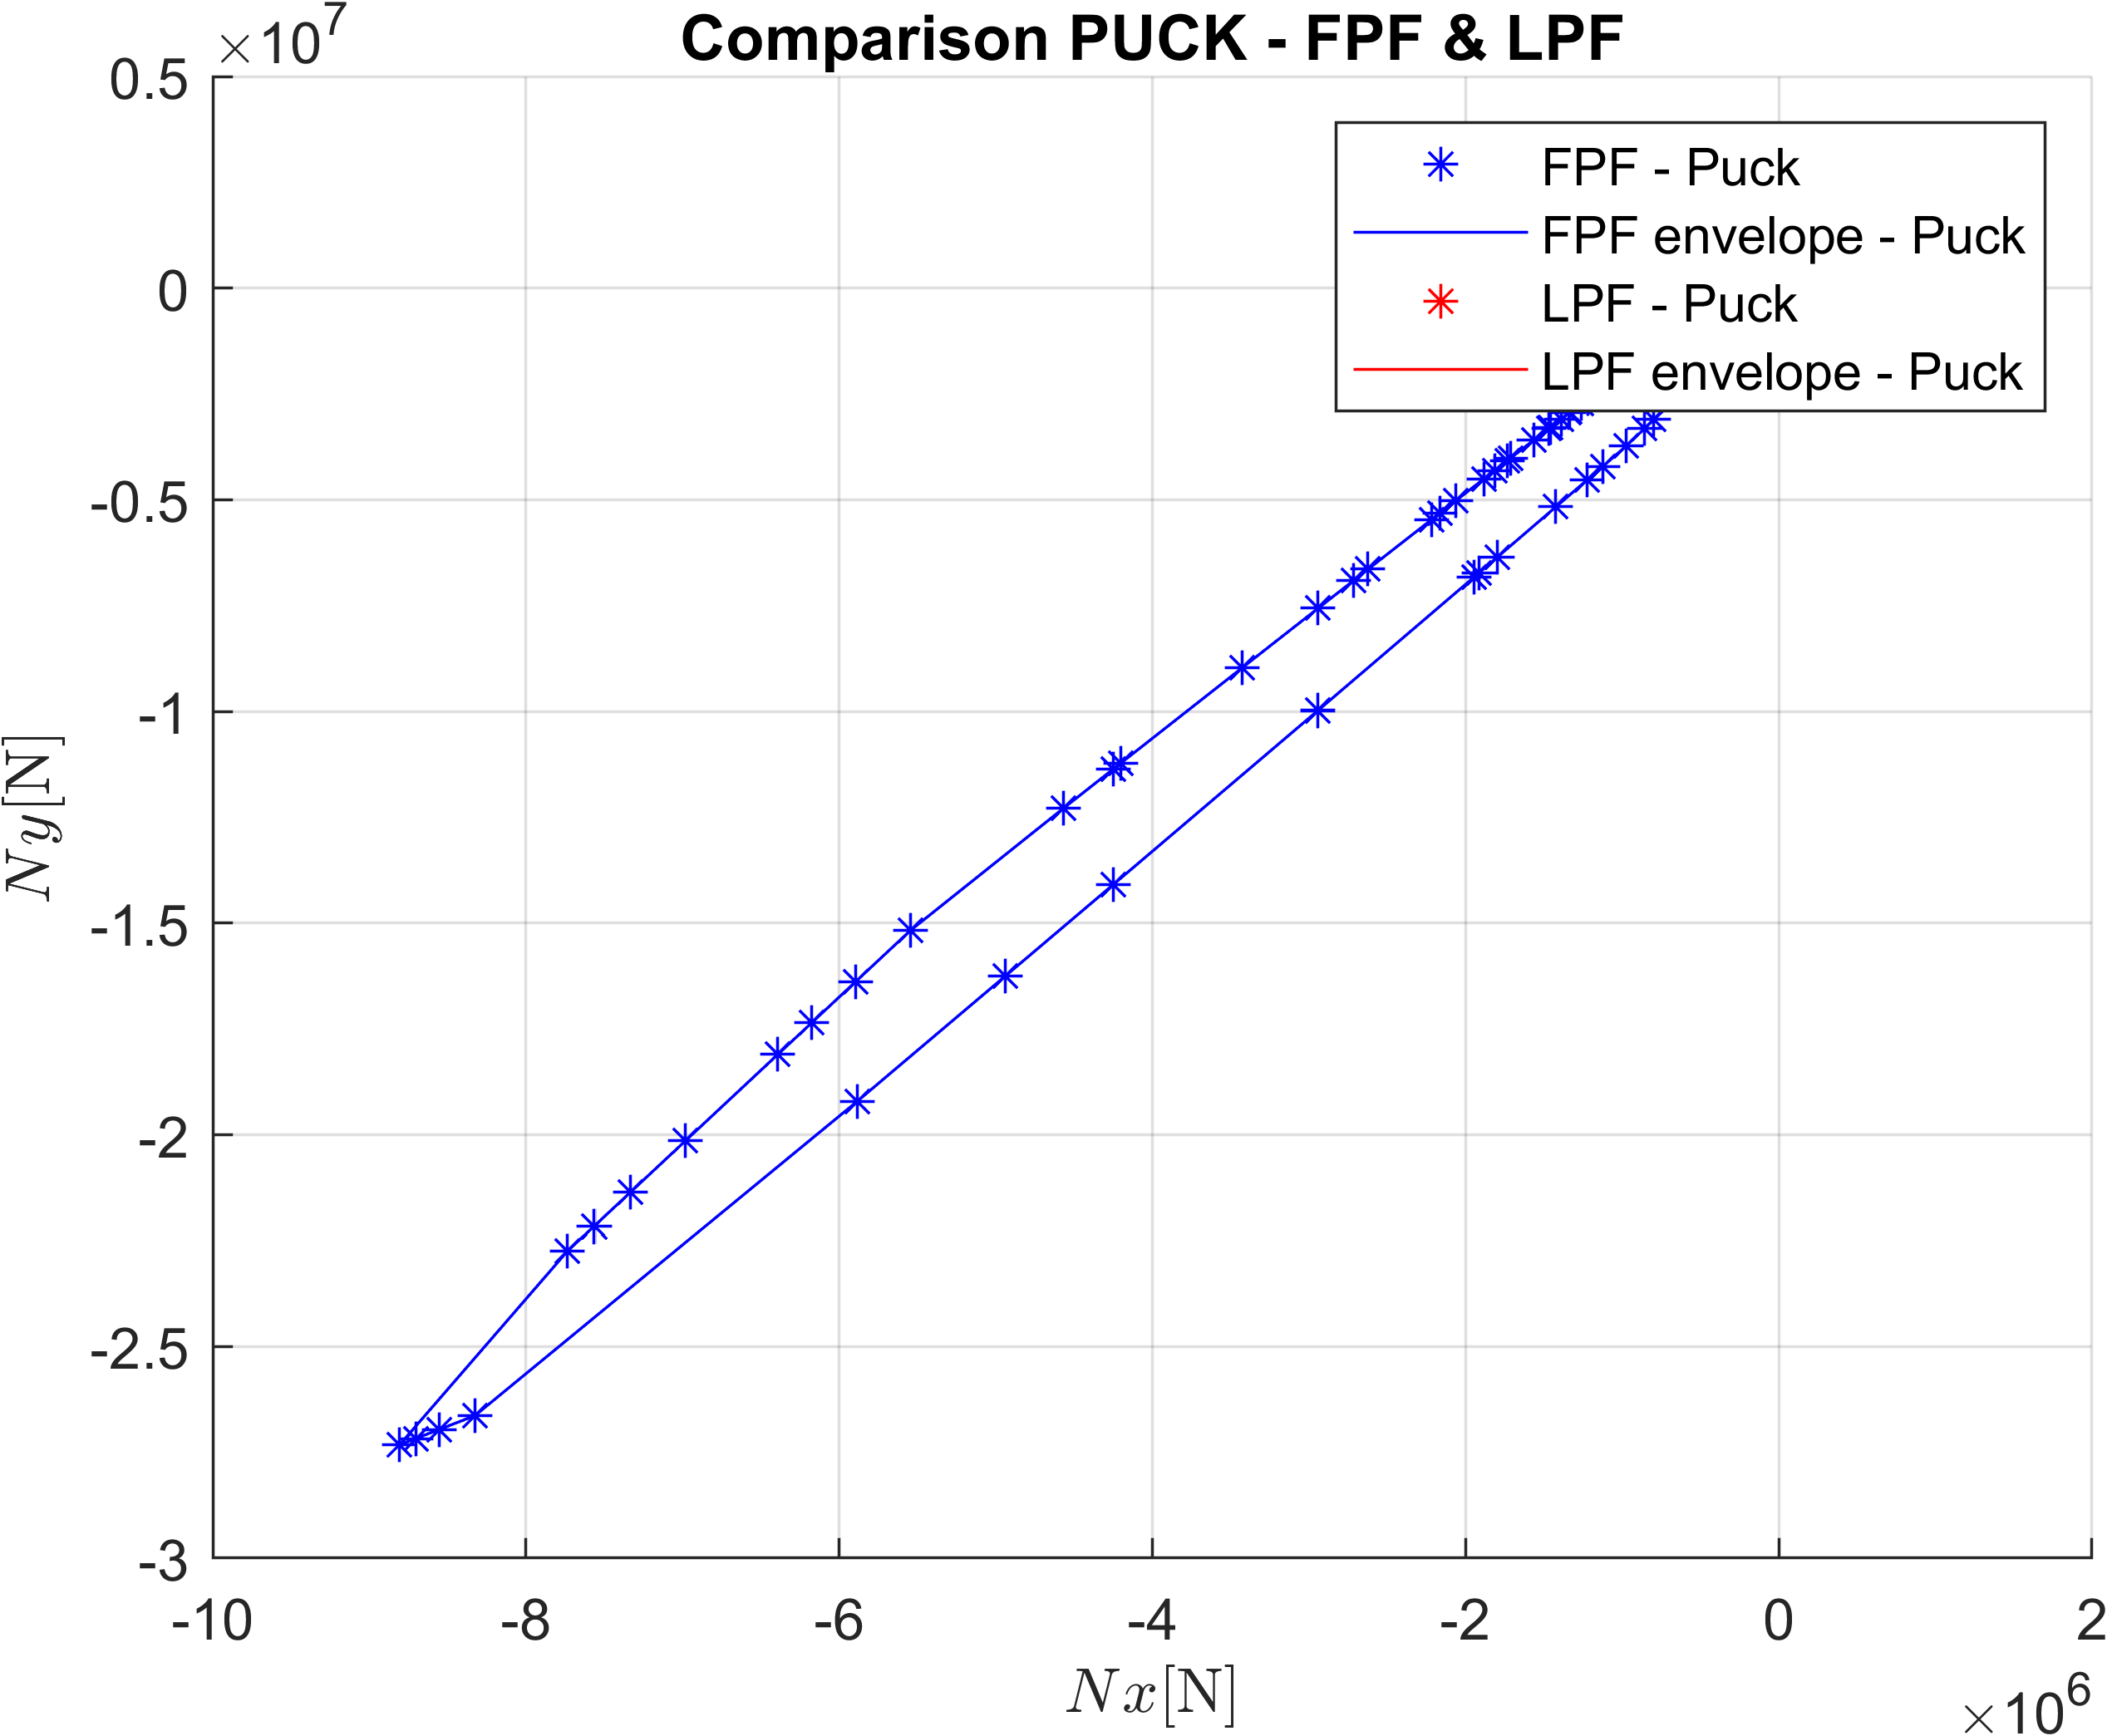 Comparison PUCK - FPF & LPF
×10^7
0.5
0
-0.5
-1
-1.5
-2
-2.5
-3
Ny[N]
FPF - Puck
FPF envelope - Puck
LPF - Puck
LPF envelope - Puck
-10 -8 -6 -4 -2 0 2
Nx[N]
×10^6